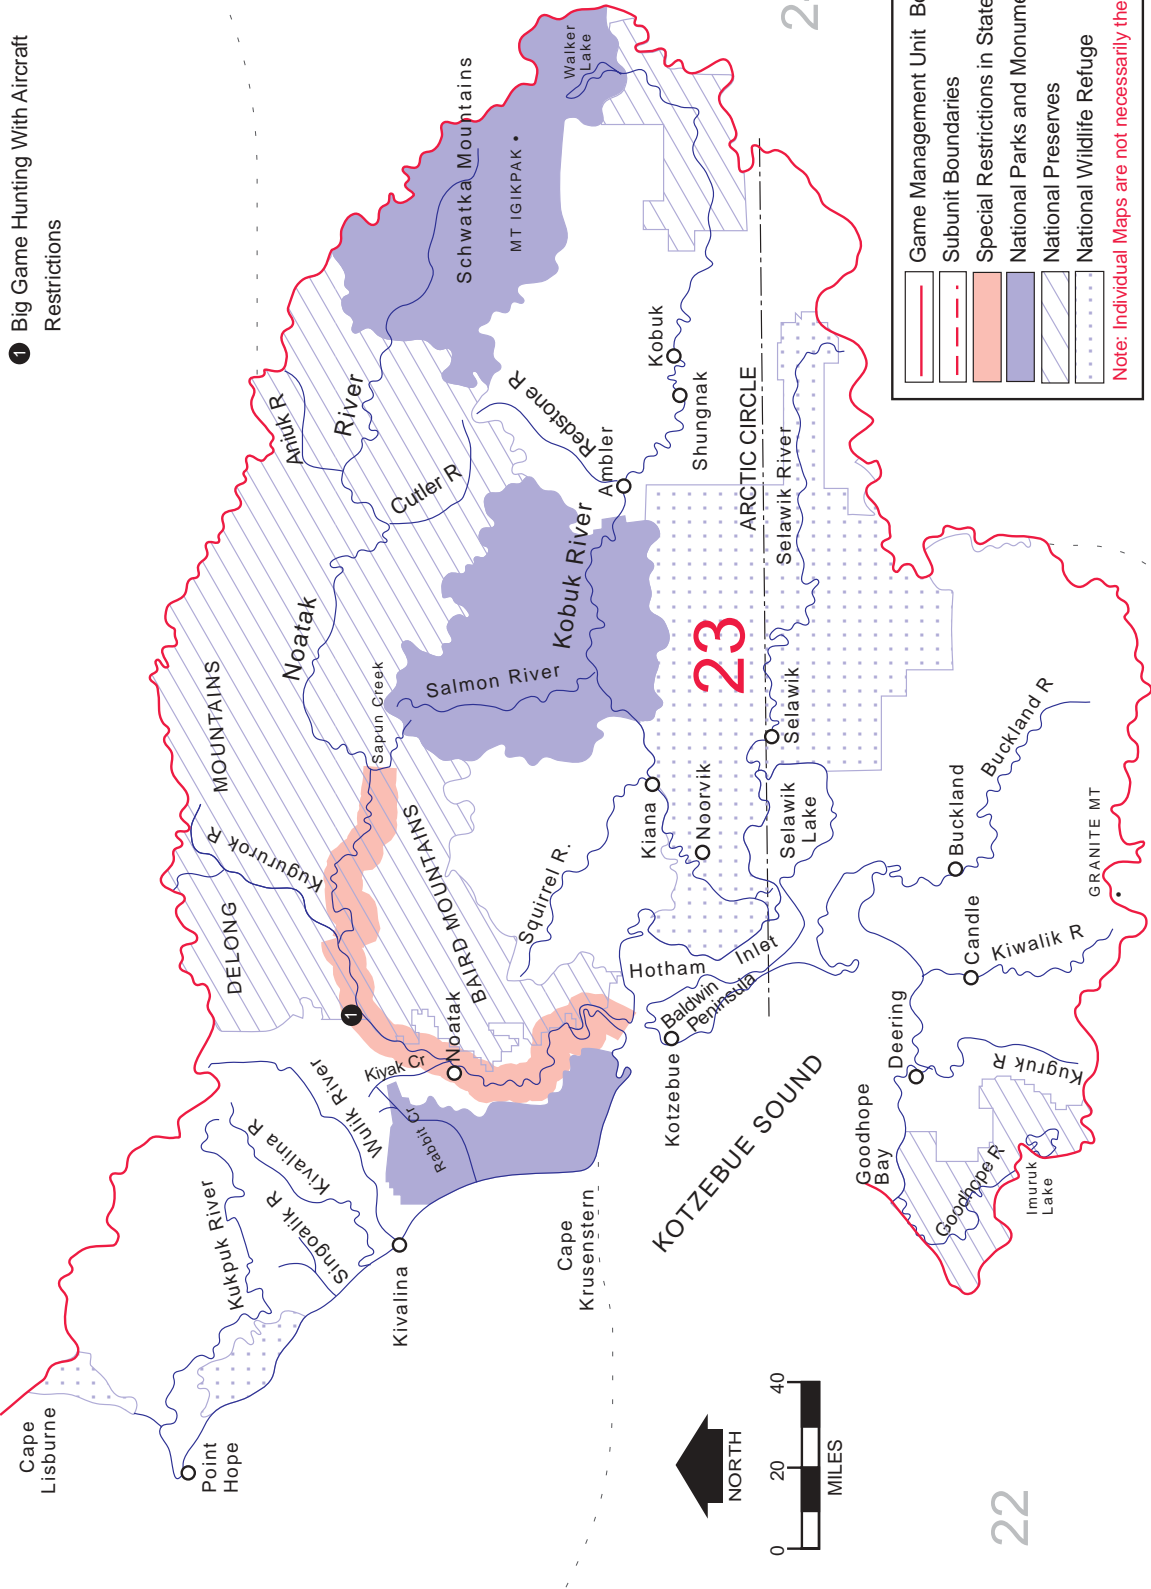 1 Big Game Hunting With Aircraft
Restrictions
Cape
Lisburne
Point
Hope
Kukpuk River
Singoalik R
Kivalina R
Wulik River
Kivalina
Rabbit Cr
Kiyak Cr
Noatak
1
DELONG
MOUNTAINS
Kugururok R
BAIRD MOUNTAINS
Sapun Creek
Noatak
River
Aniuk R
Cutler R
Schwatka Mountains
MT IGIKPAK
Walker
Lake
Redstone R
Salmon River
Kobuk River
Ambler
Shungnak
Kobuk
Squirrel R.
Kiana
Noorvik
23
ARCTIC CIRCLE
Selawik River
Selawik
Selawik
Lake
Hotham
Inlet
Baldwin
Peninsula
Kotzebue
Cape
Krusenstern
KOTZEBUE SOUND
Goodhope
Bay
Deering
Candle
Buckland
Buckland R
Kiwalik R
GRANITE MT
Kugruk R
Goodhope R
Imuruk
Lake
22
NORTH
0 20 40
MILES
Game Management Unit Bo
Subunit Boundaries
Special Restrictions in State
National Parks and Monume
National Preserves
National Wildlife Refuge
Note: Individual Maps are not necessarily the